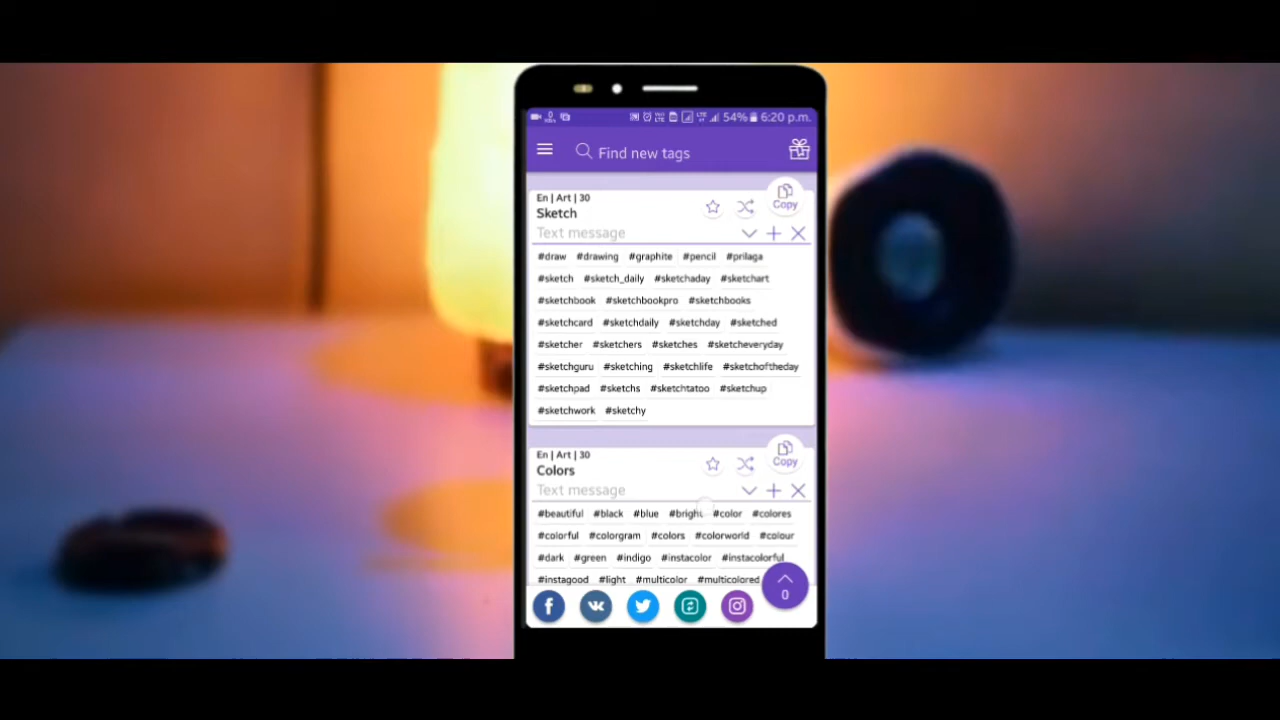 54% 6:20 p.m.
Find new tags
En | Art | 30
Copy
Sketch
Text message
#draw #drawing #graphite #pencil #prilaga
#sketch #sketch_daily #sketchaday #sketchart
#sketchbook #sketchbookpro #sketchbooks
#sketchcard #sketchdaily #sketchday #sketched
#sketcher #sketchers #sketches #sketcheveryday
#sketchguru #sketching #sketchlife #sketchoftheday
#sketchpad #sketchs #sketchtatoo #sketchup
#sketchwork #sketchy
En | Art | 30
Copy
Colors
Text message
#beautiful #black #blue #bright #color #colores
#colorful #colorgram #colors #colorworld #colour
#dark #green #indigo #instacolor #instacolorful
#instagood #light #multicolor #multicolored
0